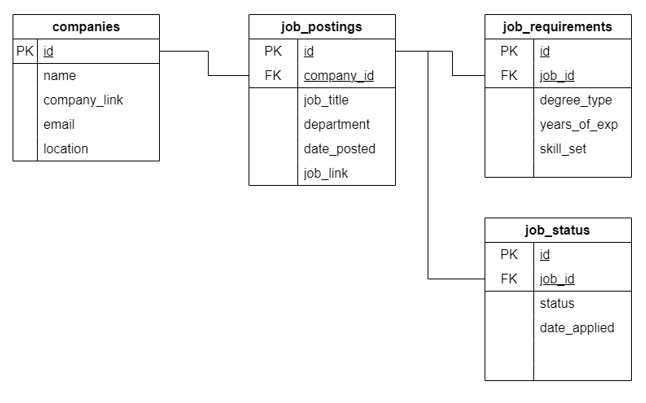 companies
PK id
name
company_link
email
location
job_postings
PK id
FK company_id
job_title
department
date_posted
job_link
job_requirements
PK id
FK job_id
degree_type
years_of_exp
skill_set
job_status
PK id
FK job_id
status
date_applied